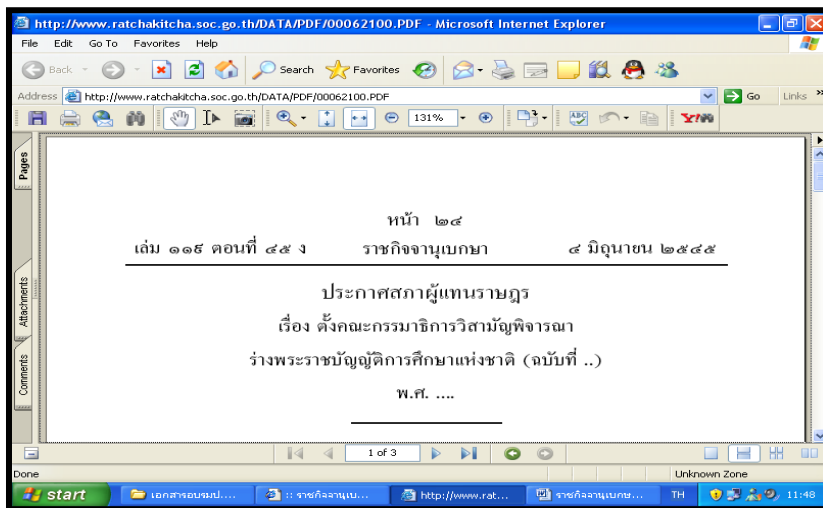 http://www.ratchakitcha.soc.go.th/DATA/PDF/00062100.PDF - Microsoft Internet Explorer
File Edit Go To Favorites Help
Back Search Favorites
Address http://www.ratchakitcha.soc.go.th/DATA/PDF/00062100.PDF Go Links »
131% ABC Y!
Pages
Attachments
Comments
หน้า ๒๔
เล่ม ๑๑๙ ตอนที่ ๔๕ ง ราชกิจจานุเบกษา ๔ มิถุนายน ๒๕๔๕
ประกาศสภาผู้แทนราษฎร
เรื่อง ตั้งคณะกรรมาธิการวิสามัญพิจารณา
ร่างพระราชบัญญัติการศึกษาแห่งชาติ (ฉบับที่ ..)
พ.ศ. ....
1 of 3
Done Unknown Zone
start เอกสารอบรมป.... :: ราชกิจจานุเบ... http://www.rat... ราชกิจจานุเบกษ... TH 11:48